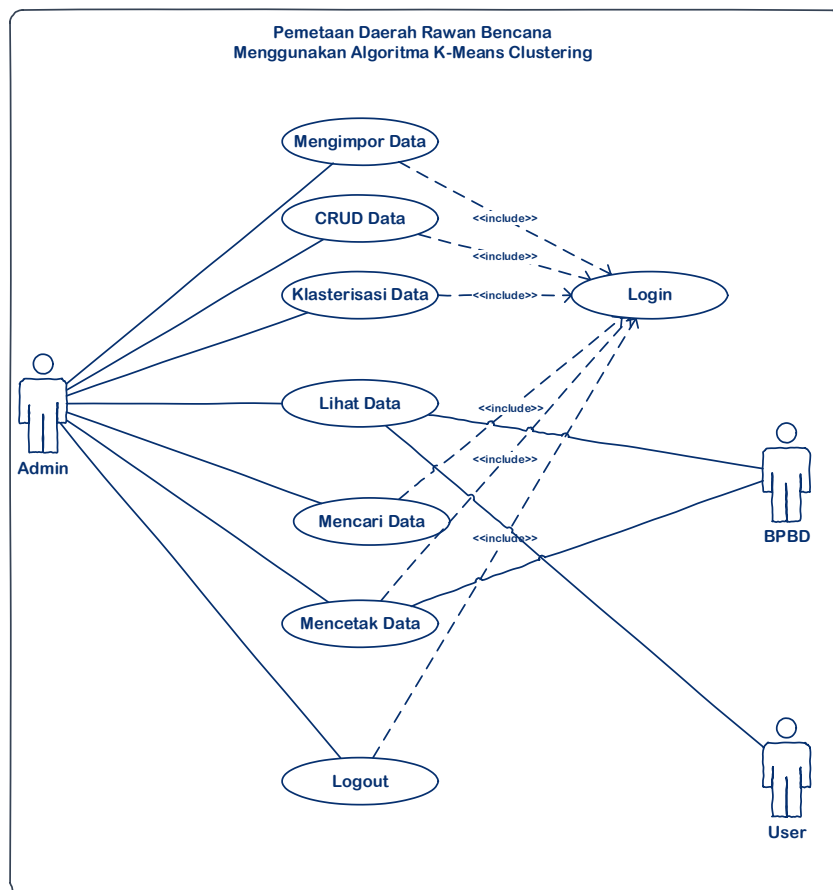 Pemetaan Daerah Rawan Bencana
Menggunakan Algoritma K-Means Clustering
Mengimpor Data
<<include>>
CRUD Data
<<include>>
Klasterisasi Data
<<include>>
Login
Lihat Data
<<include>>
Admin
<<include>>
Mencari Data
<<include>>
BPBD
Mencetak Data
Logout
User